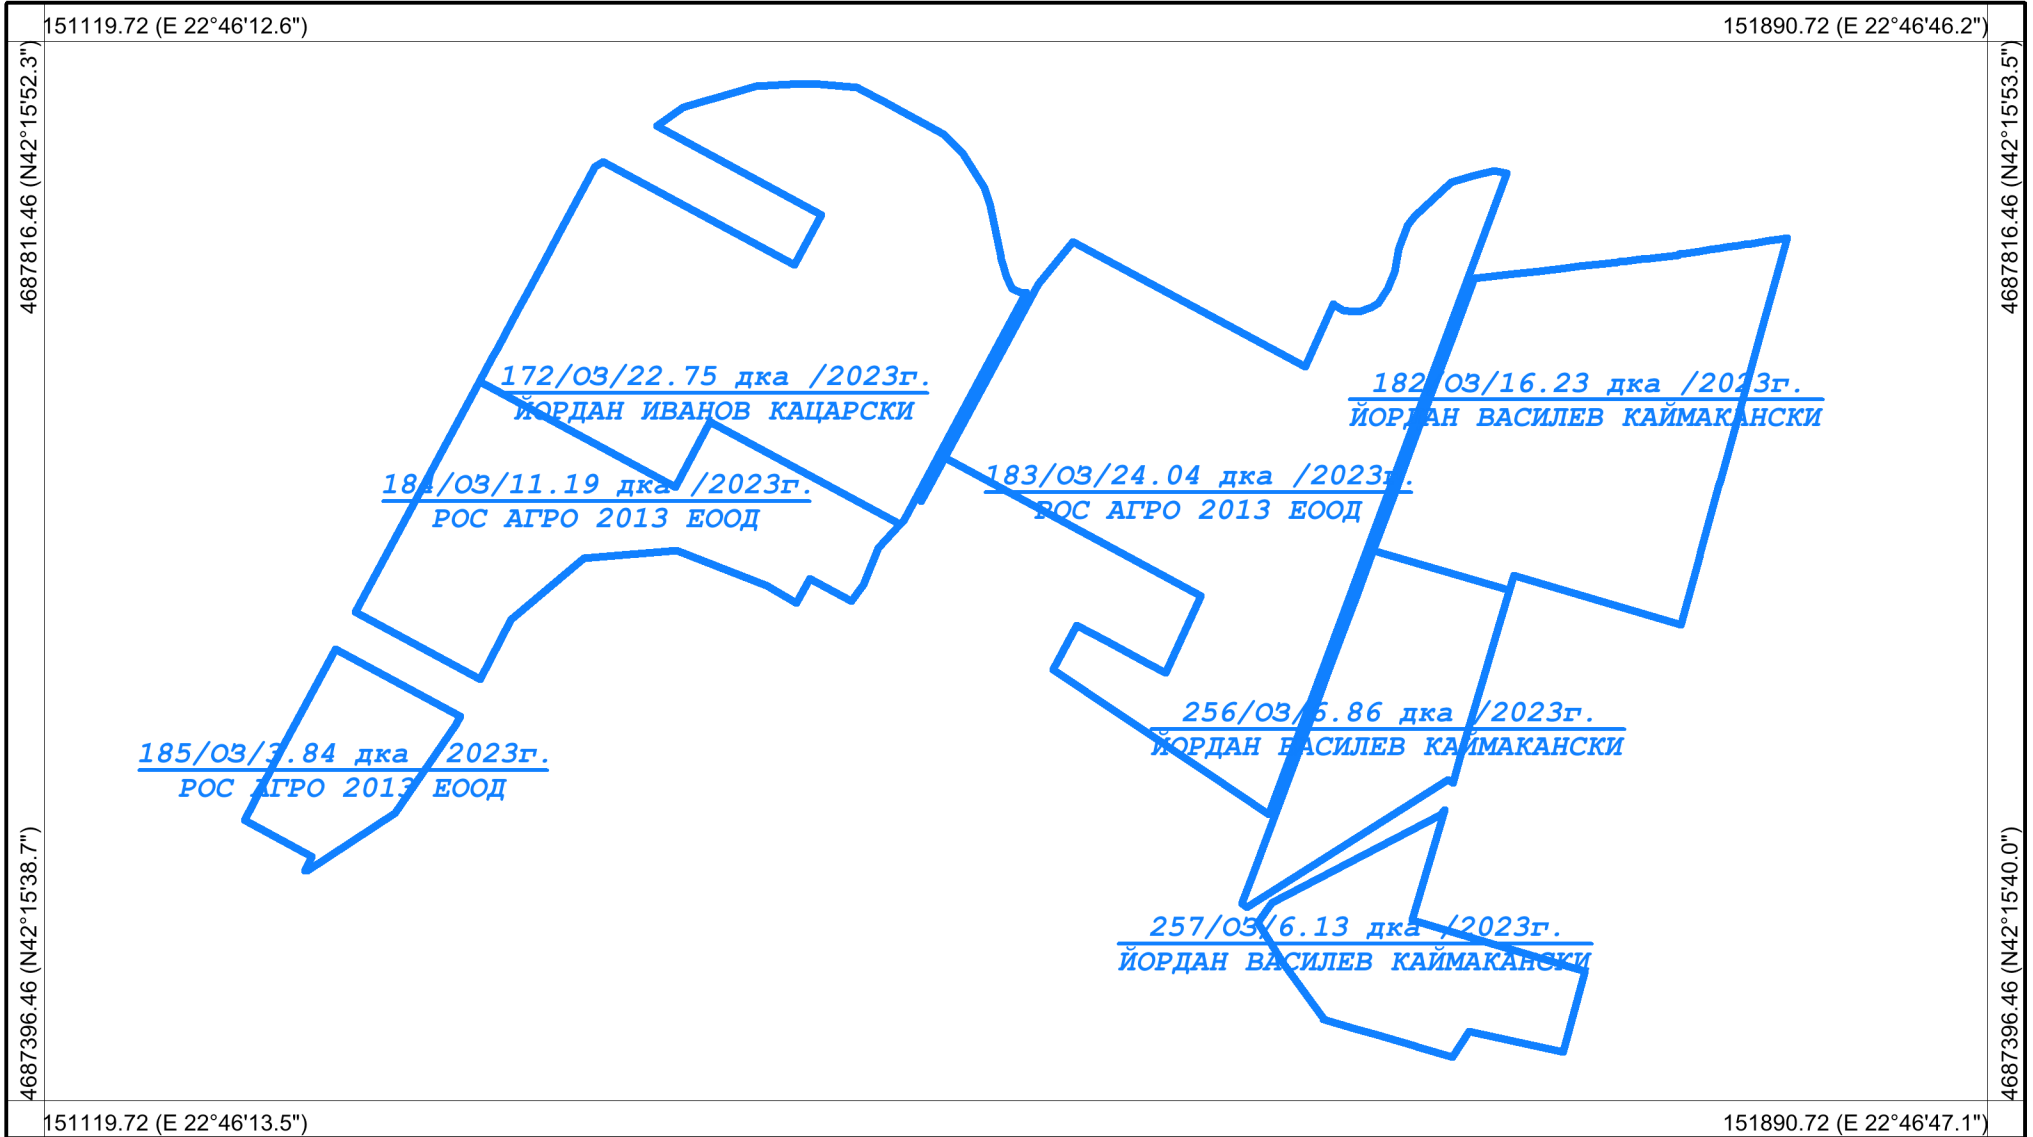 151119.72 (E 22°46'12.6")
151890.72 (E 22°46'46.2")
4687816.46 (N42°15'52.3")
4687816.46 (N42°15'53.5")
172/ОЗ/22.75 дка /2023г.
ЙОРДАН ИВАНОВ КАЦАРСКИ
182/ОЗ/16.23 дка /2023г.
ЙОРДАН ВАСИЛЕВ КАЙМАКАНСКИ
184/ОЗ/11.19 дка /2023г.
РОС АГРО 2013 ЕООД
183/ОЗ/24.04 дка /2023г.
РОС АГРО 2013 ЕООД
256/ОЗ/6.86 дка /2023г.
ЙОРДАН ВАСИЛЕВ КАЙМАКАНСКИ
185/ОЗ/3.84 дка /2023г.
РОС АГРО 2013 ЕООД
257/ОЗ/6.13 дка /2023г.
ЙОРДАН ВАСИЛЕВ КАЙМАКАНСКИ
4687396.46 (N42°15'38.7")
4687396.46 (N42°15'40.0")
151119.72 (E 22°46'13.5")
151890.72 (E 22°46'47.1")